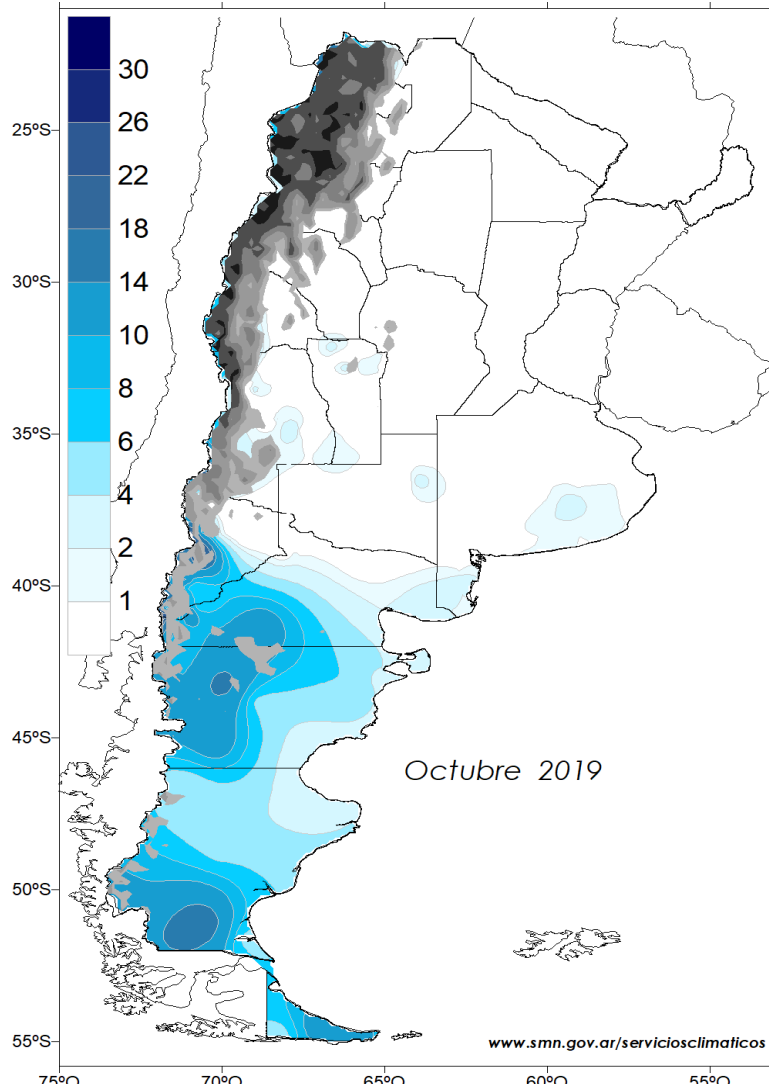 30
26
25ºS
22
18
14
30ºS
10
8
35ºS
6
4
2
40ºS
1
45ºS
Octubre 2019
50ºS
55ºS
www.smn.gov.ar/serviciosclimaticos
75ºO
70ºO
65ºO
60ºO
55ºO